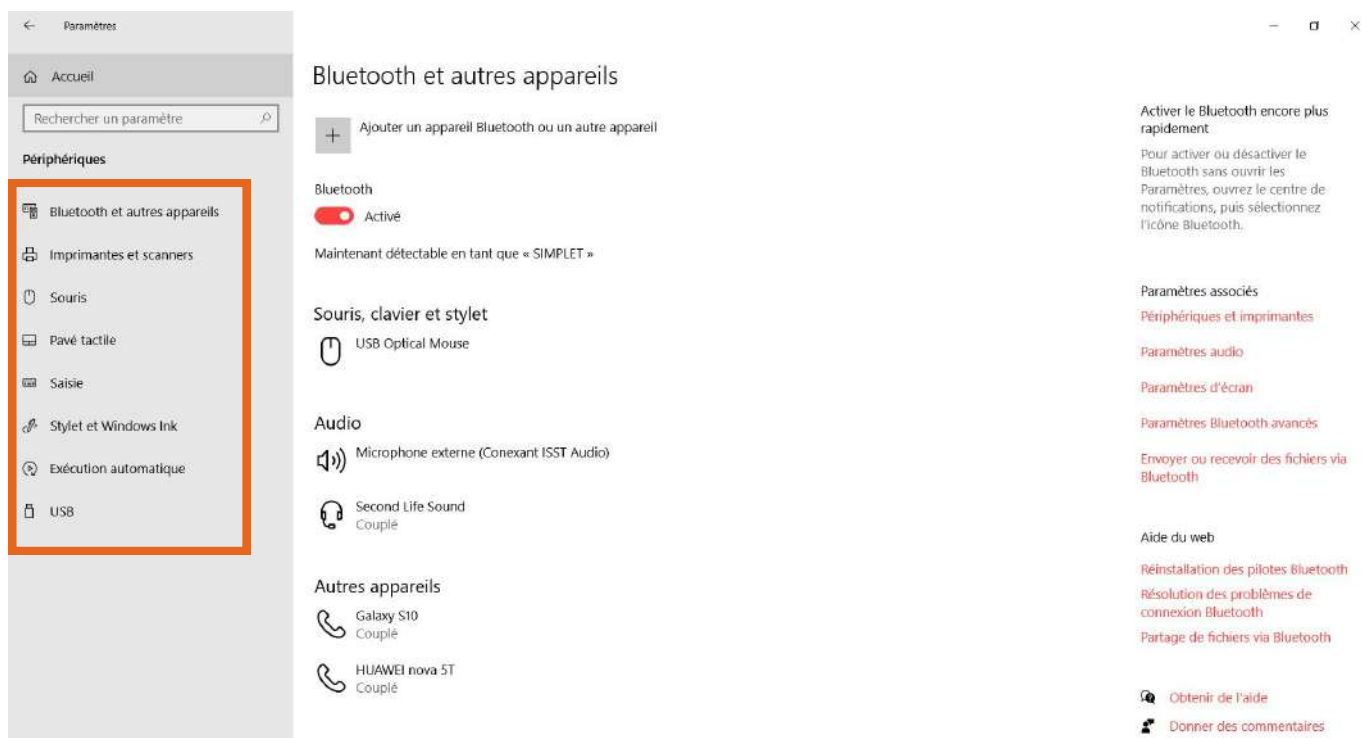 Paramètres
Accueil
Rechercher un paramètre
Périphériques
Bluetooth et autres appareils
Imprimantes et scanners
Souris
Pavé tactile
Saisie
Stylet et Windows Ink
Exécution automatique
USB
Bluetooth et autres appareils
Ajouter un appareil Bluetooth ou un autre appareil
Bluetooth
Activé
Maintenant détectable en tant que « SIMPLET »
Souris, clavier et stylet
USB Optical Mouse
Audio
Microphone externe (Conexant ISST Audio)
Second Life Sound
Couplé
Autres appareils
Galaxy S10
Couplé
HUAWEI nova 5T
Couplé
Activer le Bluetooth encore plus
rapidement
Pour activer ou désactiver le
Bluetooth sans ouvrir les
Paramètres, ouvrez le centre de
notifications, puis sélectionnez
l'icône Bluetooth.
Paramètres associés
Périphériques et imprimantes
Paramètres audio
Paramètres d'écran
Paramètres Bluetooth avancés
Envoyer ou recevoir des fichiers via
Bluetooth
Aide du web
Réinstallation des pilotes Bluetooth
Résolution des problèmes de
connexion Bluetooth
Partage de fichiers via Bluetooth
Obtenir de l'aide
Donner des commentaires